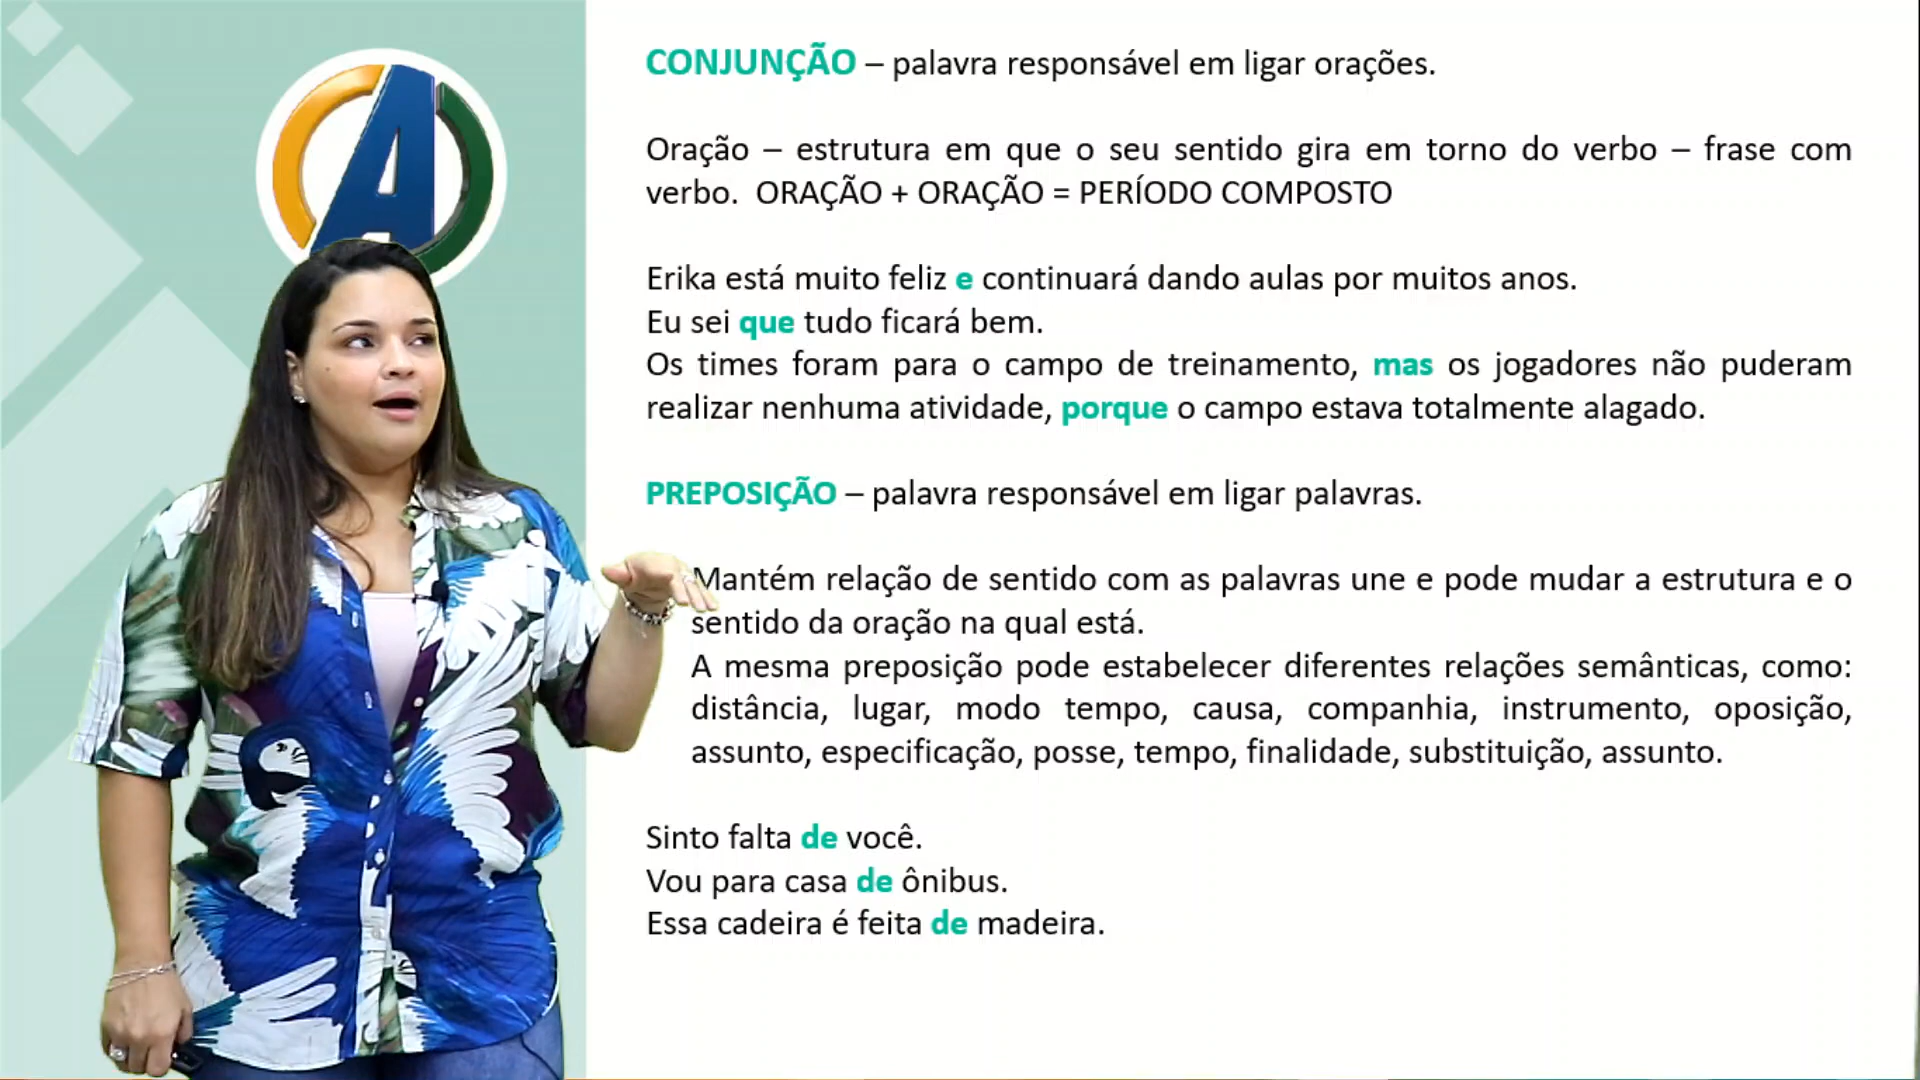 A
CONJUNÇÃO – palavra responsável em ligar orações.
Oração – estrutura em que o seu sentido gira em torno do verbo – frase com
verbo. ORAÇÃO + ORAÇÃO = PERÍODO COMPOSTO
Erika está muito feliz e continuará dando aulas por muitos anos.
Eu sei que tudo ficará bem.
Os times foram para o campo de treinamento, mas os jogadores não puderam
realizar nenhuma atividade, porque o campo estava totalmente alagado.
PREPOSIÇÃO – palavra responsável em ligar palavras.
Mantém relação de sentido com as palavras une e pode mudar a estrutura e o
sentido da oração na qual está.
A mesma preposição pode estabelecer diferentes relações semânticas, como:
distância, lugar, modo tempo, causa, companhia, instrumento, oposição,
assunto, especificação, posse, tempo, finalidade, substituição, assunto.
Sinto falta de você.
Vou para casa de ônibus.
Essa cadeira é feita de madeira.